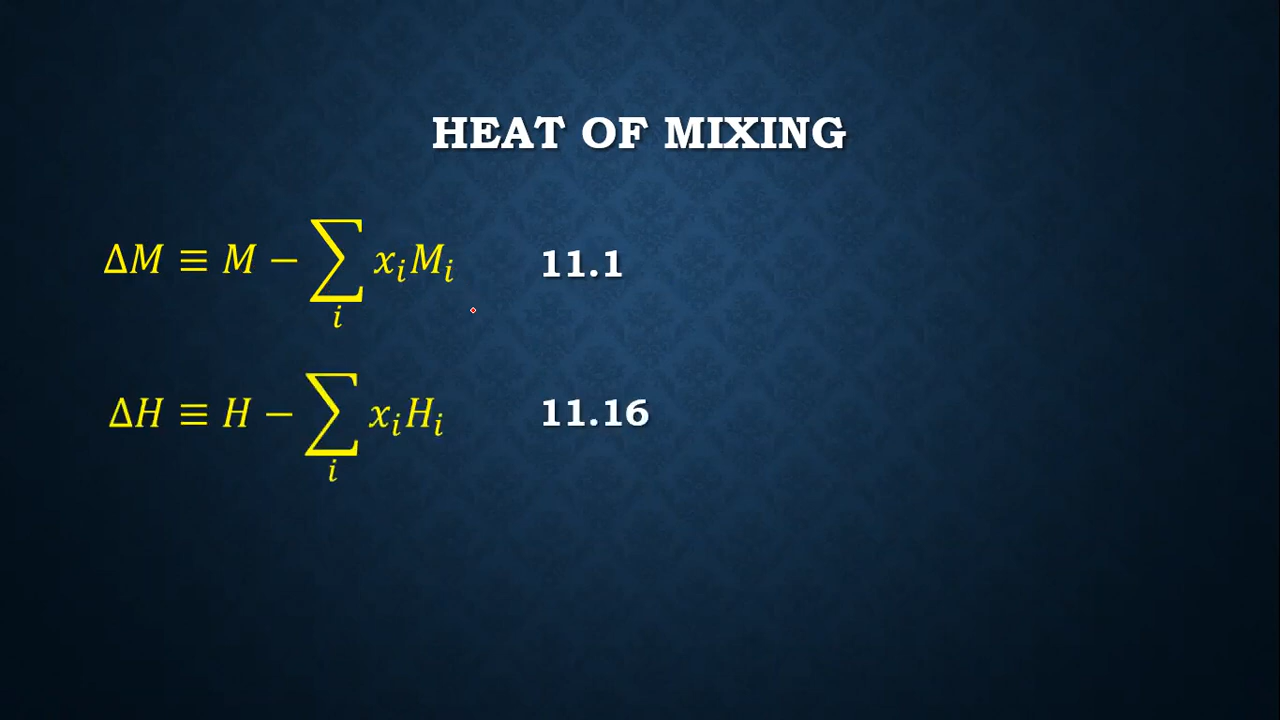 HEAT OF MIXING
ΔM ≡ M − ∑ᵢ xᵢMᵢ 11.1
ΔH ≡ H − ∑ᵢ xᵢHᵢ 11.16